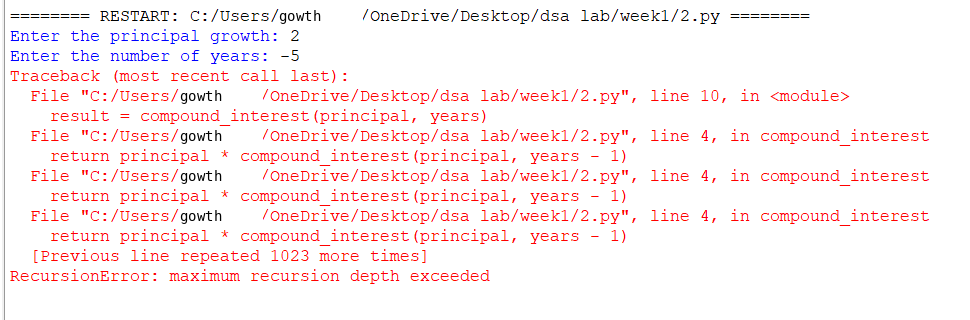 ======== RESTART: C:/Users/gowth /OneDrive/Desktop/dsa lab/week1/2.py ========
Enter the principal growth: 2
Enter the number of years: -5
Traceback (most recent call last):
  File "C:/Users/gowth /OneDrive/Desktop/dsa lab/week1/2.py", line 10, in <module>
    result = compound_interest(principal, years)
  File "C:/Users/gowth /OneDrive/Desktop/dsa lab/week1/2.py", line 4, in compound_interest
    return principal * compound_interest(principal, years - 1)
  File "C:/Users/gowth /OneDrive/Desktop/dsa lab/week1/2.py", line 4, in compound_interest
    return principal * compound_interest(principal, years - 1)
  File "C:/Users/gowth /OneDrive/Desktop/dsa lab/week1/2.py", line 4, in compound_interest
    return principal * compound_interest(principal, years - 1)
  [Previous line repeated 1023 more times]
RecursionError: maximum recursion depth exceeded